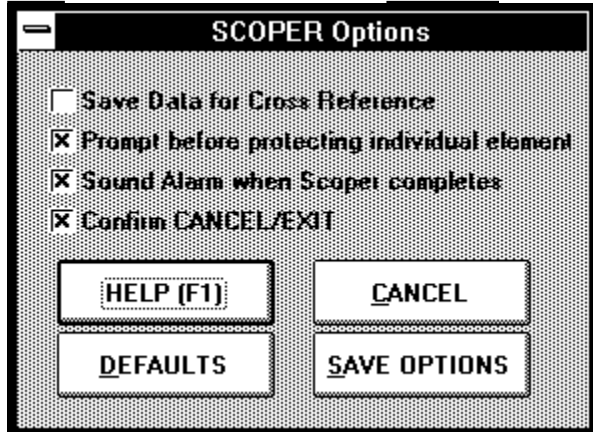 SCOPER Options
Save Data for Cross Reference
Prompt before protecting individual element
Sound Alarm when Scoper completes
Confirm CANCEL/EXIT
HELP (F1)
CANCEL
DEFAULTS
SAVE OPTIONS